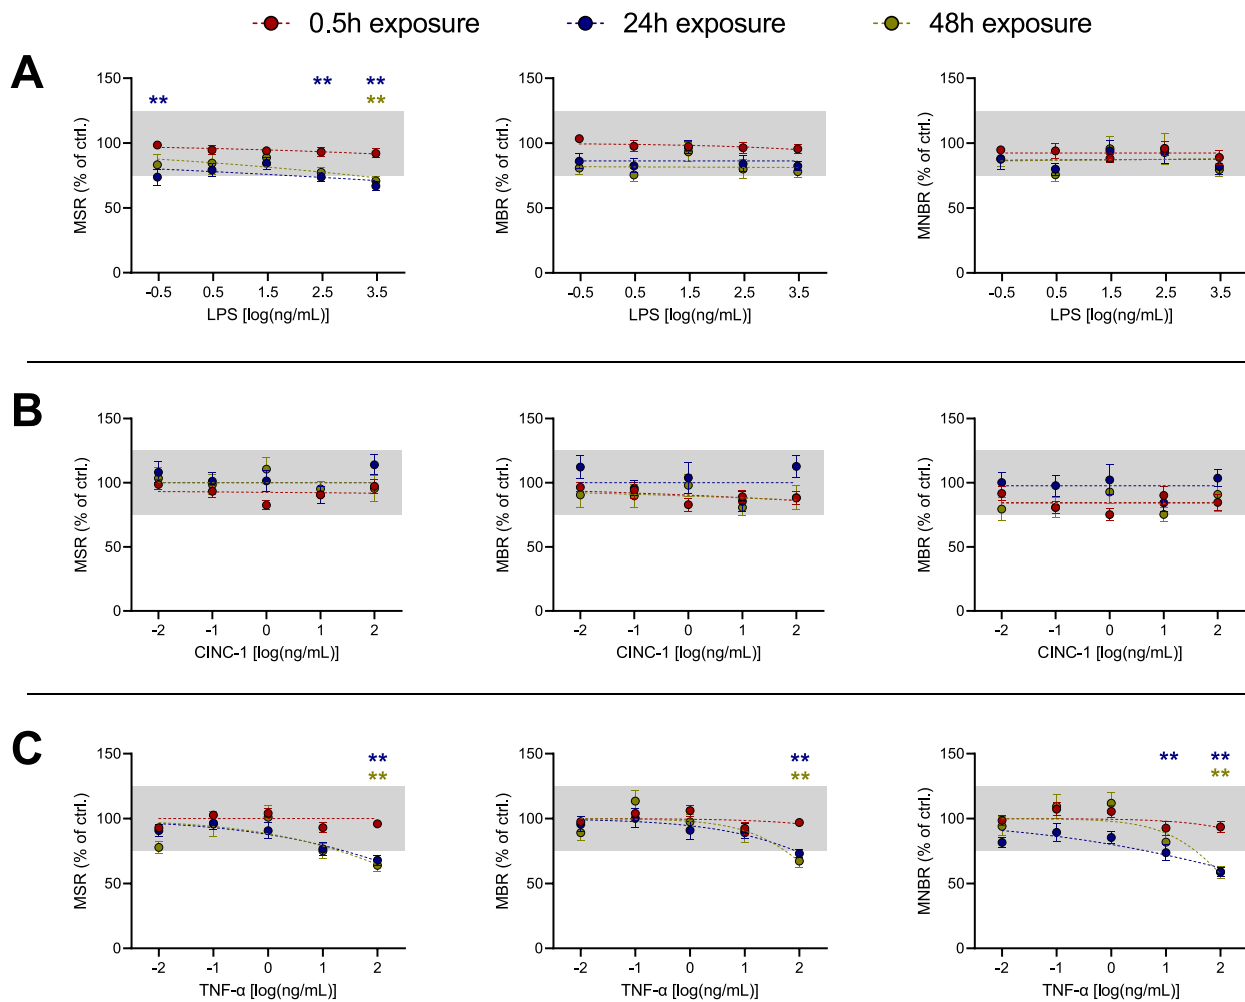 0.5h exposure 24h exposure 48h exposure
A
MSR (% of ctrl.)
150
100
50
0
** ** **
**
-0.5 0.5 1.5 2.5 3.5
LPS [log(ng/mL)]
MBR (% of ctrl.)
150
100
50
0
-0.5 0.5 1.5 2.5 3.5
LPS [log(ng/mL)]
MNBR (% of ctrl.)
150
100
50
0
-0.5 0.5 1.5 2.5 3.5
LPS [log(ng/mL)]
B
MSR (% of ctrl.)
150
100
50
0
-2 -1 0 1 2
CINC-1 [log(ng/mL)]
MBR (% of ctrl.)
150
100
50
0
-2 -1 0 1 2
CINC-1 [log(ng/mL)]
MNBR (% of ctrl.)
150
100
50
0
-2 -1 0 1 2
CINC-1 [log(ng/mL)]
C
MSR (% of ctrl.)
150
100
50
0
**
**
-2 -1 0 1 2
TNF-α [log(ng/mL)]
MBR (% of ctrl.)
150
100
50
0
**
**
-2 -1 0 1 2
TNF-α [log(ng/mL)]
MNBR (% of ctrl.)
150
100
50
0
** **
**
-2 -1 0 1 2
TNF-α [log(ng/mL)]